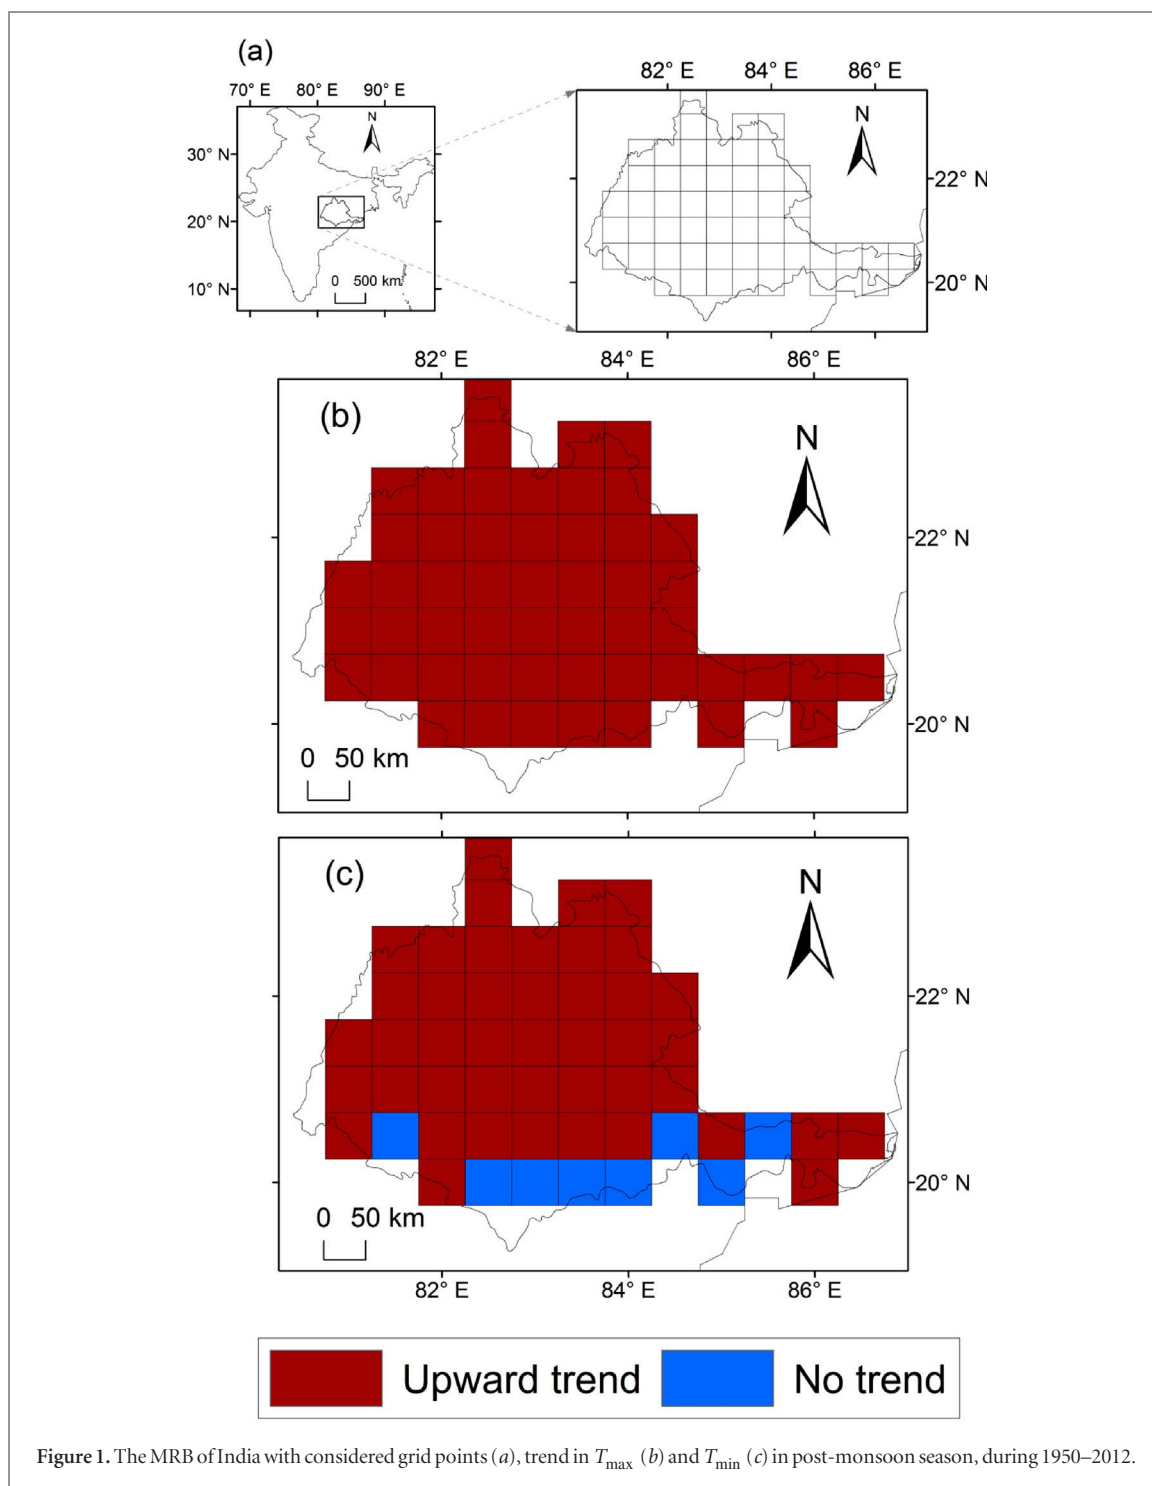 (a)
70° E 80° E 90° E
N
30° N
20° N
10° N
0 500 km
82° E 84° E 86° E
N
22° N
20° N
82° E 84° E 86° E
(b)
N
22° N
20° N
0 50 km
(c)
N
22° N
20° N
0 50 km
82° E 84° E 86° E
Upward trend No trend
Figure 1. The MRB of India with considered grid points (a), trend in Tmax (b) and Tmin (c) in post-monsoon season, during 1950–2012.